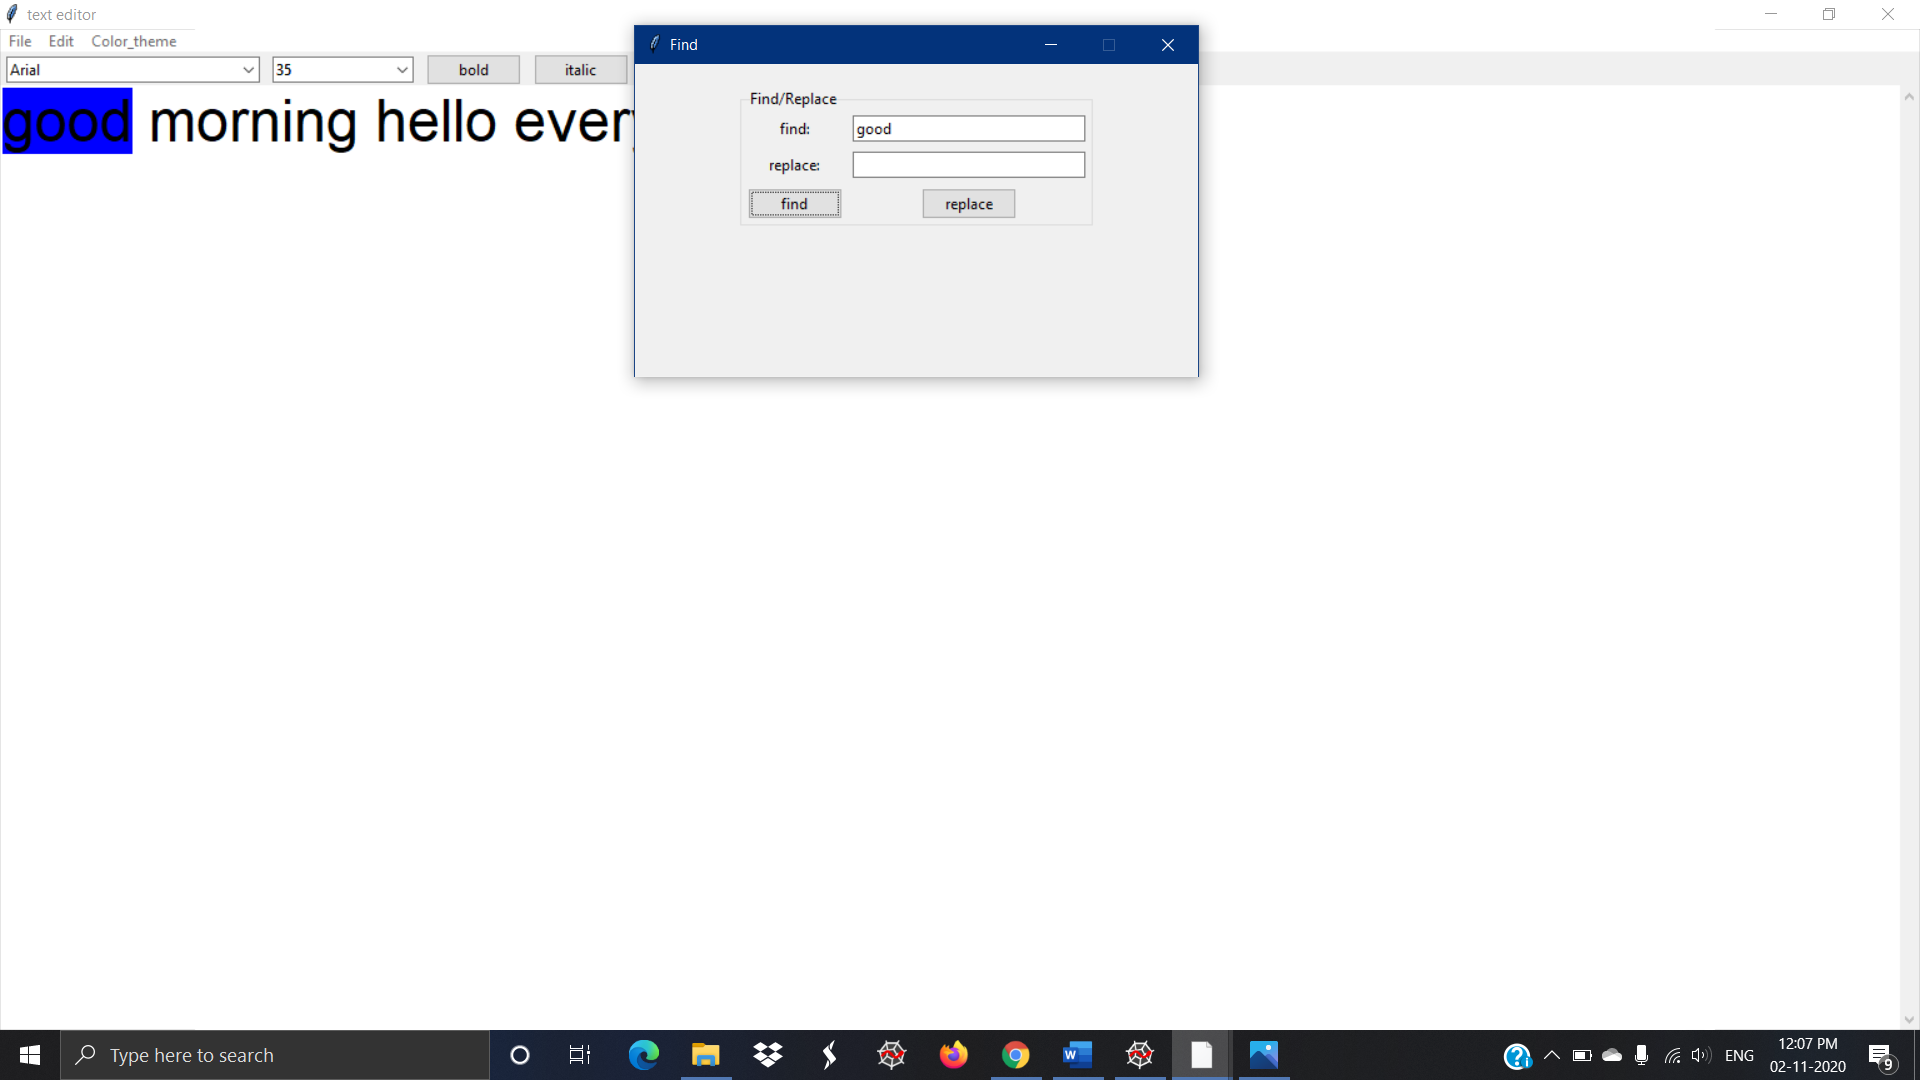 text editor
File Edit Color_theme
Arial 35 bold italic
good morning hello every
Find
Find/Replace
find: good
replace:
find replace
Type here to search
ENG
12:07 PM
02-11-2020
9